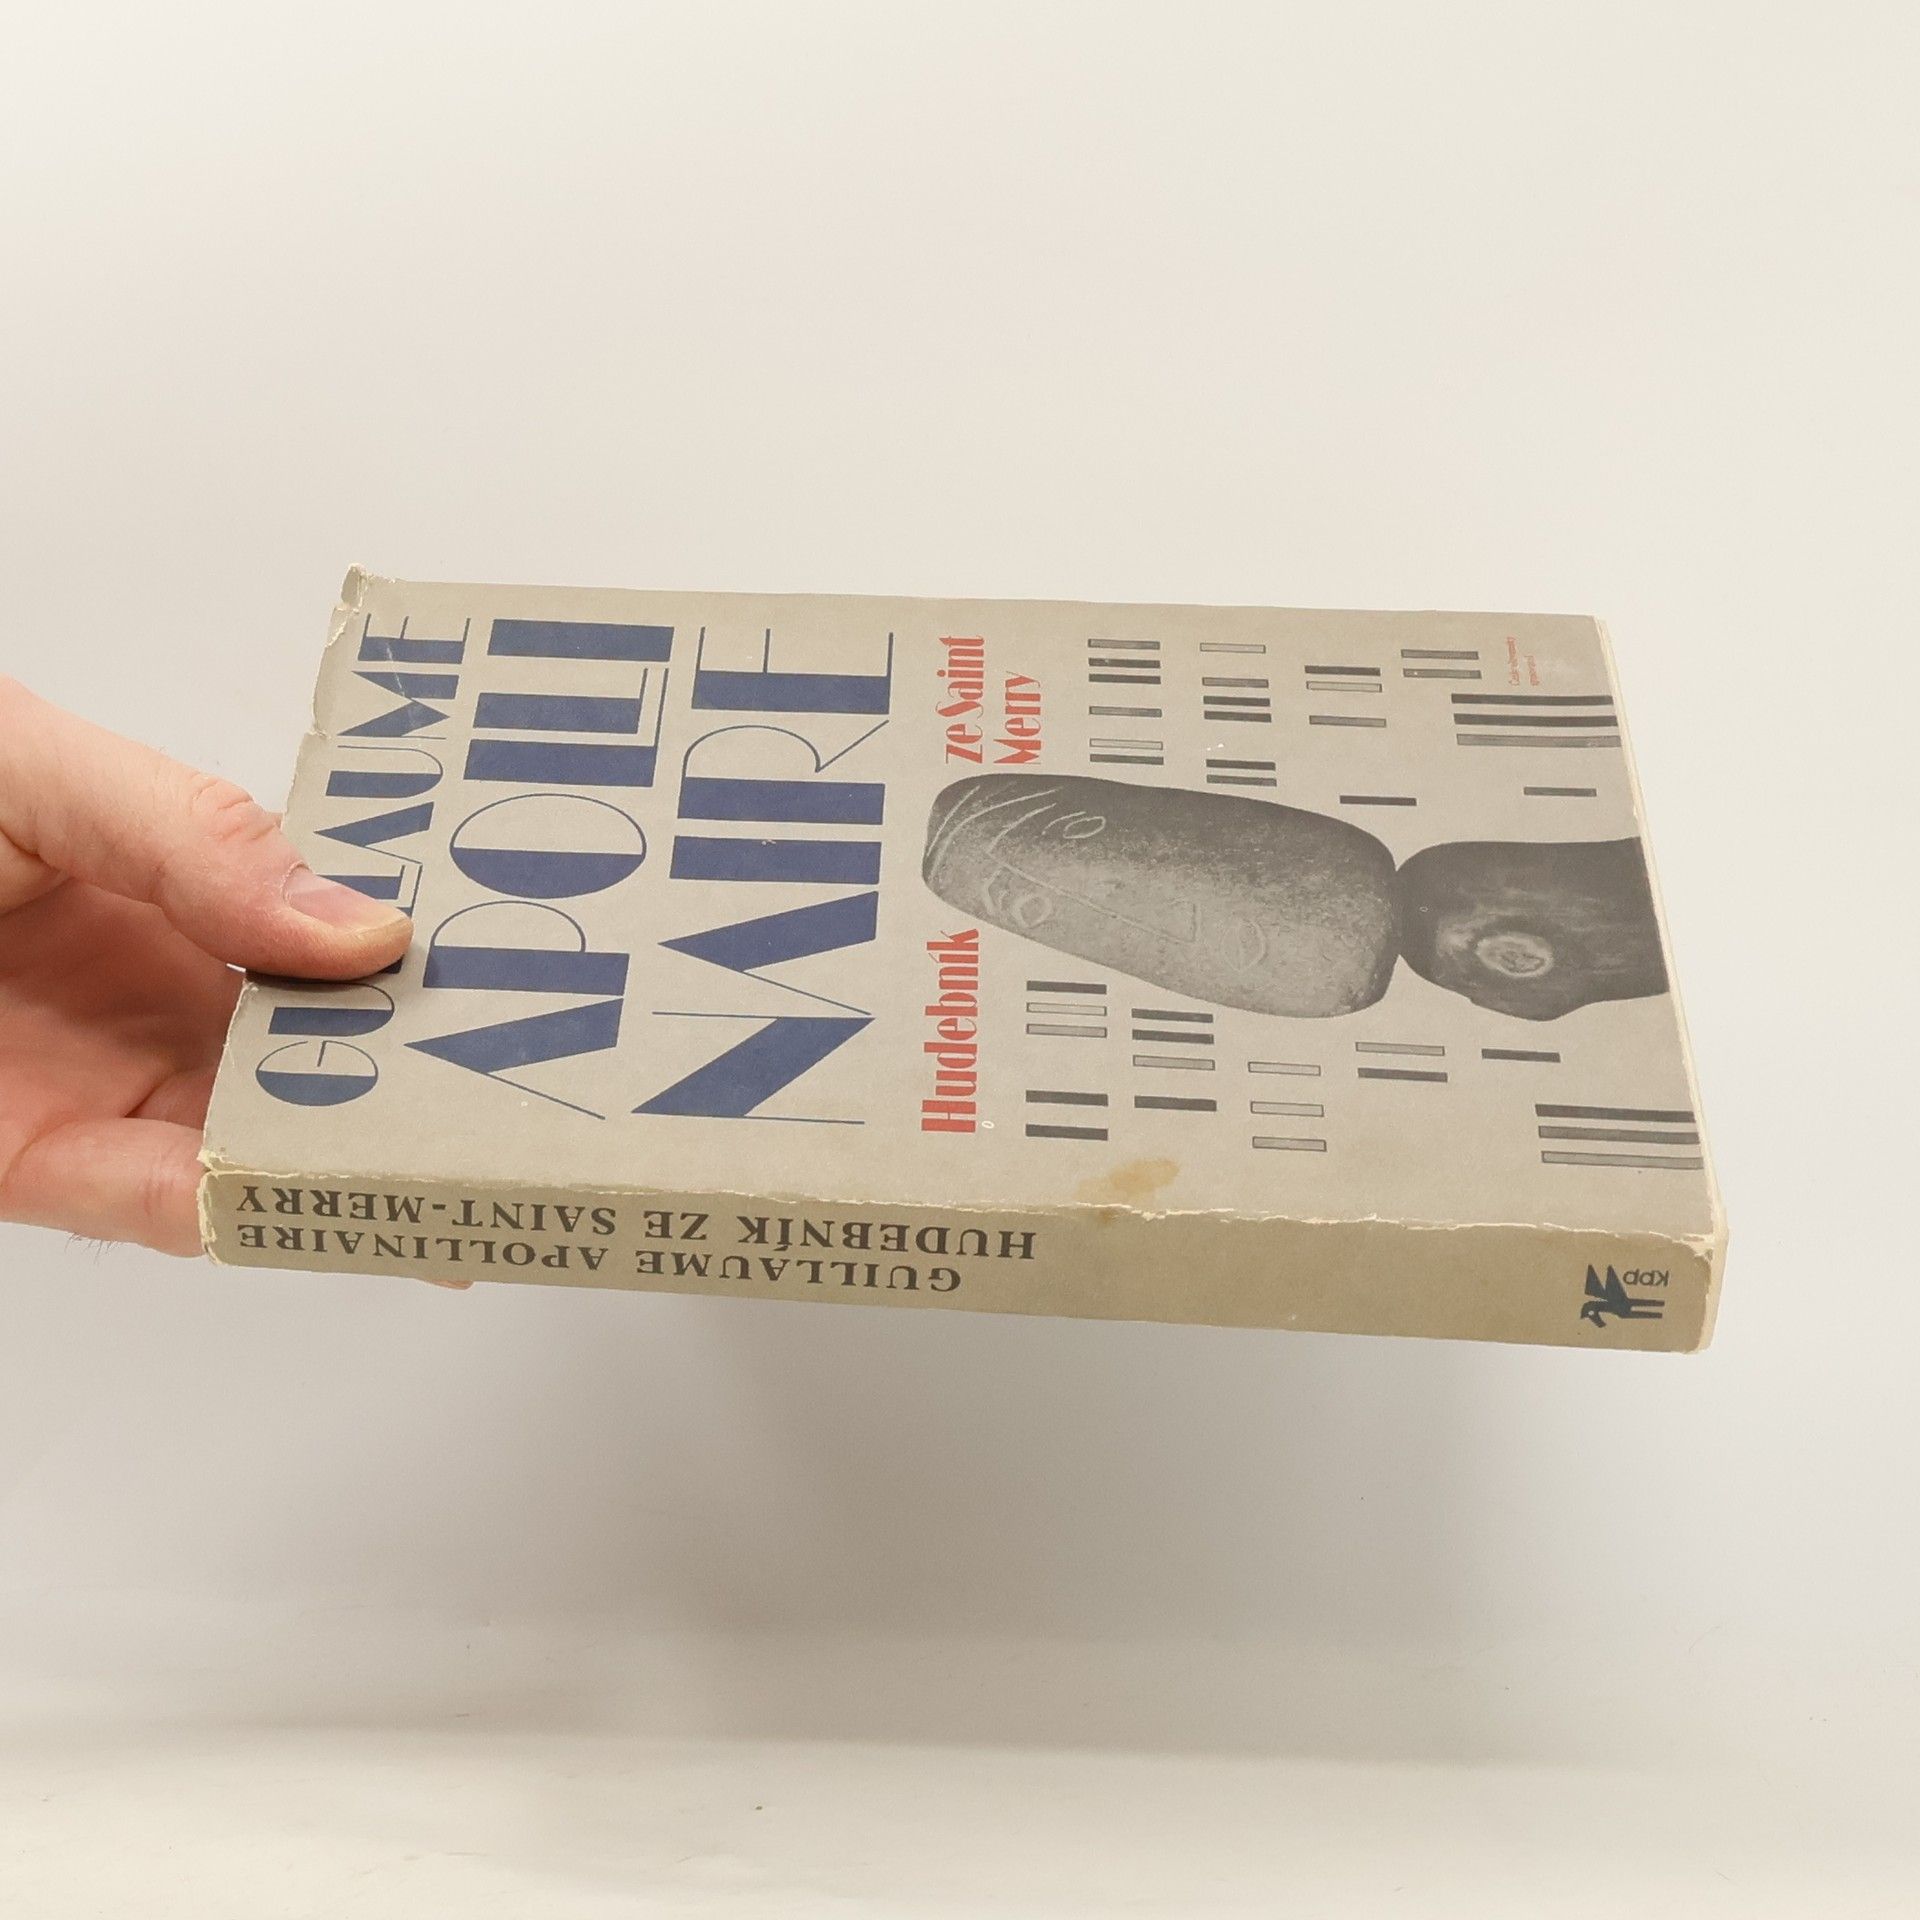 GUILLAUME
APOLLI
NAIRE
Hudebník
ze Saint
Merry
GUILLAUME APOLLINAIRE
HUDEBNÍK ZE SAINT-MERRY
kpp